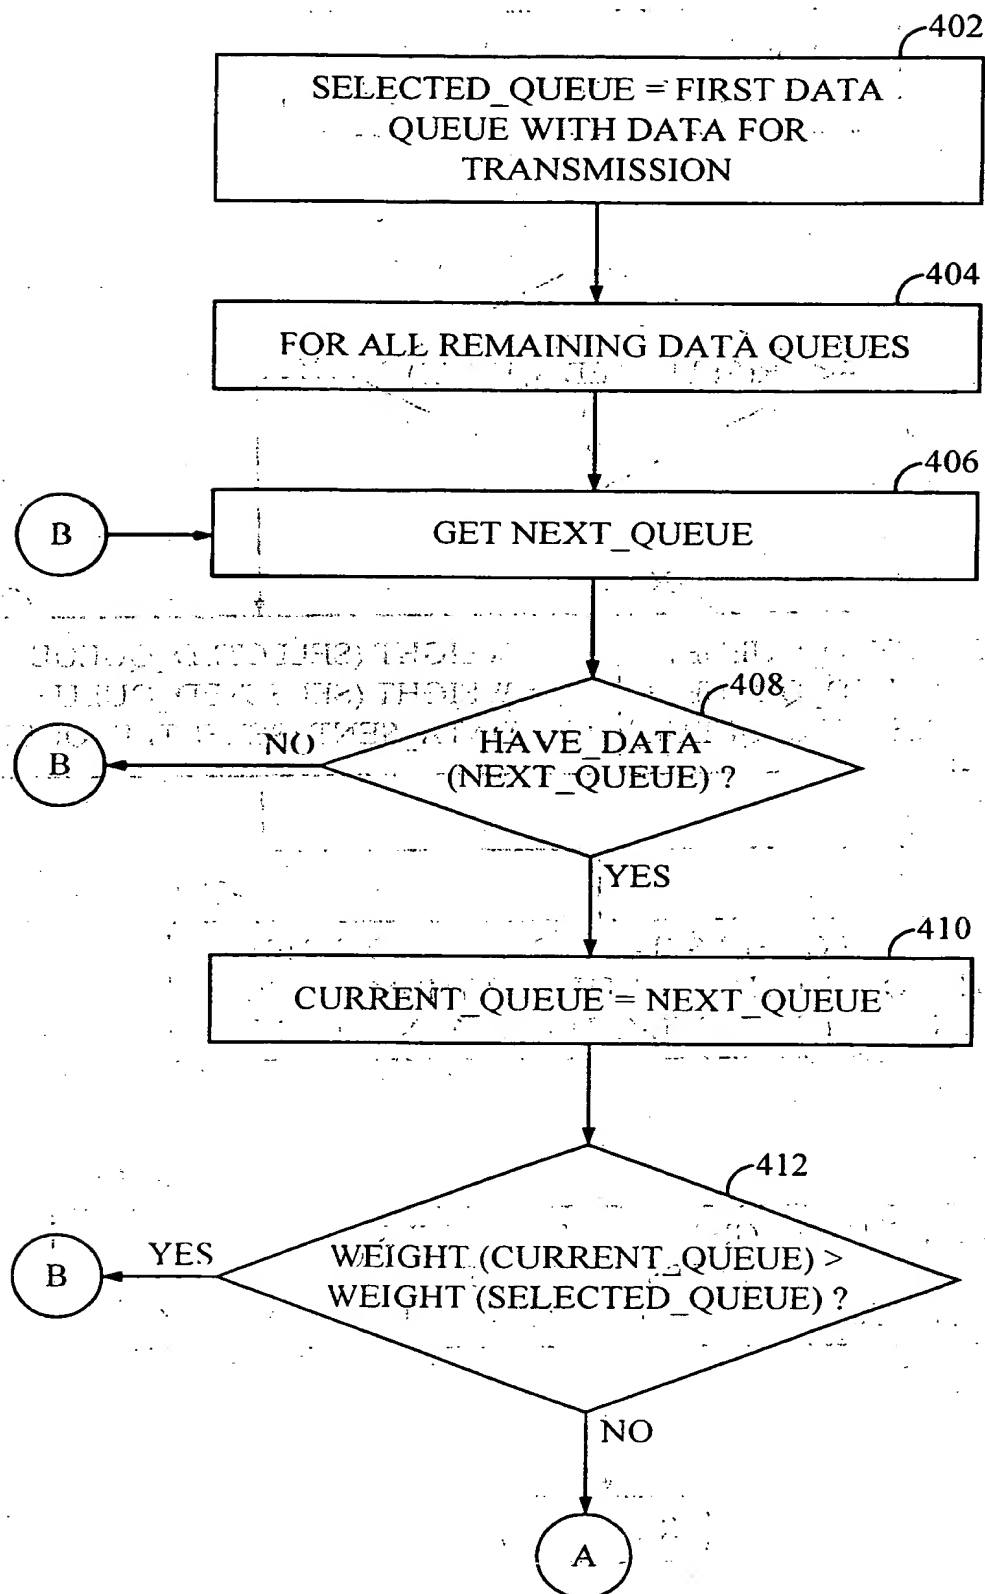 402
SELECTED_QUEUE = FIRST DATA
QUEUE WITH DATA FOR
TRANSMISSION
404
FOR ALL REMAINING DATA QUEUES
406
B
GET NEXT_QUEUE
408
B
NO
HAVE_DATA
(NEXT_QUEUE) ?
YES
410
CURRENT_QUEUE = NEXT_QUEUE
412
B
YES
WEIGHT (CURRENT_QUEUE) >
WEIGHT (SELECTED_QUEUE) ?
NO
A